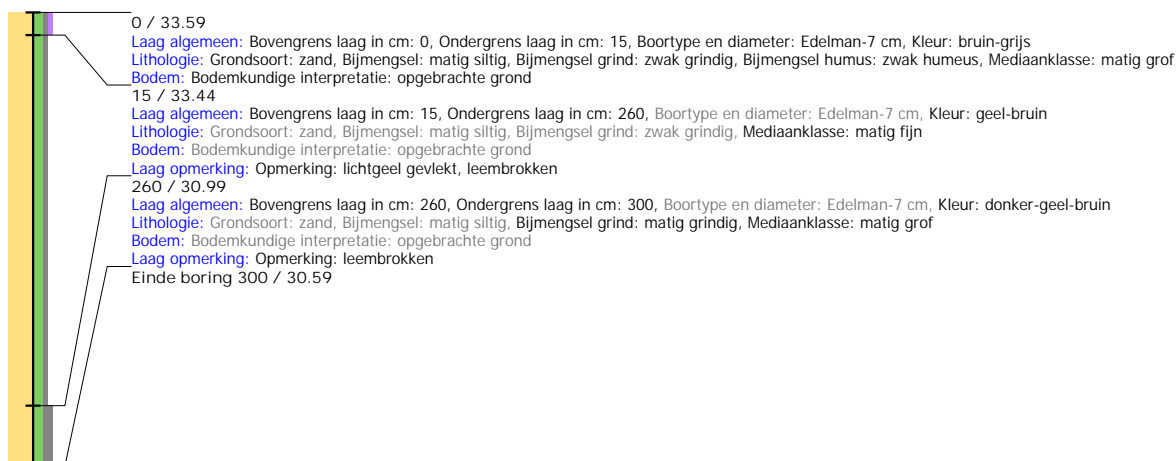 0 / 33.59
Laag algemeen: Bovengrens laag in cm: 0, Ondergrens laag in cm: 15, Boortype en diameter: Edelman-7 cm, Kleur: bruin-grijs
Lithologie: Grondsoort: zand, Bijmengsel: matig siltig, Bijmengsel grind: zwak grindig, Bijmengsel humus: zwak humeus, Mediaanklasse: matig grof
Bodem: Bodemkundige interpretatie: opgebrachte grond
15 / 33.44
Laag algemeen: Bovengrens laag in cm: 15, Ondergrens laag in cm: 260, Boortype en diameter: Edelman-7 cm, Kleur: geel-bruin
Lithologie: Grondsoort: zand, Bijmengsel: matig siltig, Bijmengsel grind: zwak grindig, Mediaanklasse: matig fijn
Bodem: Bodemkundige interpretatie: opgebrachte grond
Laag opmerking: Opmerking: lichtgeel gevlekt, leembrokken
260 / 30.99
Laag algemeen: Bovengrens laag in cm: 260, Ondergrens laag in cm: 300, Boortype en diameter: Edelman-7 cm, Kleur: donker-geel-bruin
Lithologie: Grondsoort: zand, Bijmengsel: matig siltig, Bijmengsel grind: matig grindig, Mediaanklasse: matig grof
Bodem: Bodemkundige interpretatie: opgebrachte grond
Laag opmerking: Opmerking: leembrokken
Einde boring 300 / 30.59